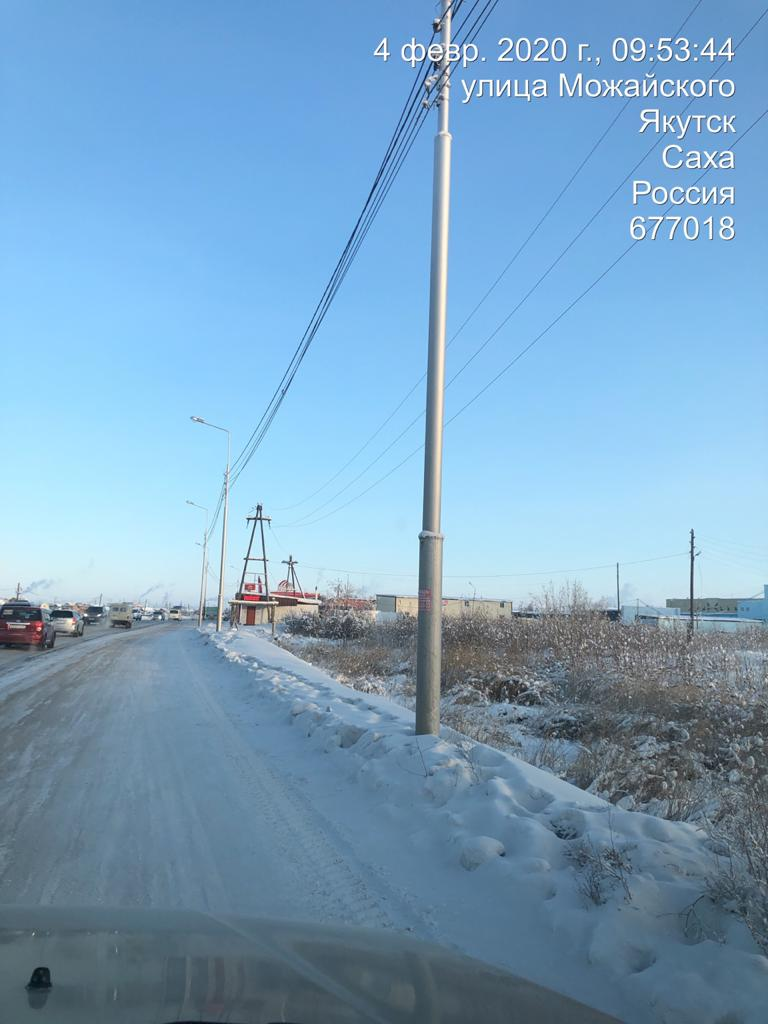 4 февр. 2020 г., 09:53:44
улица Можайского
Якутск
Саха
Россия
677018